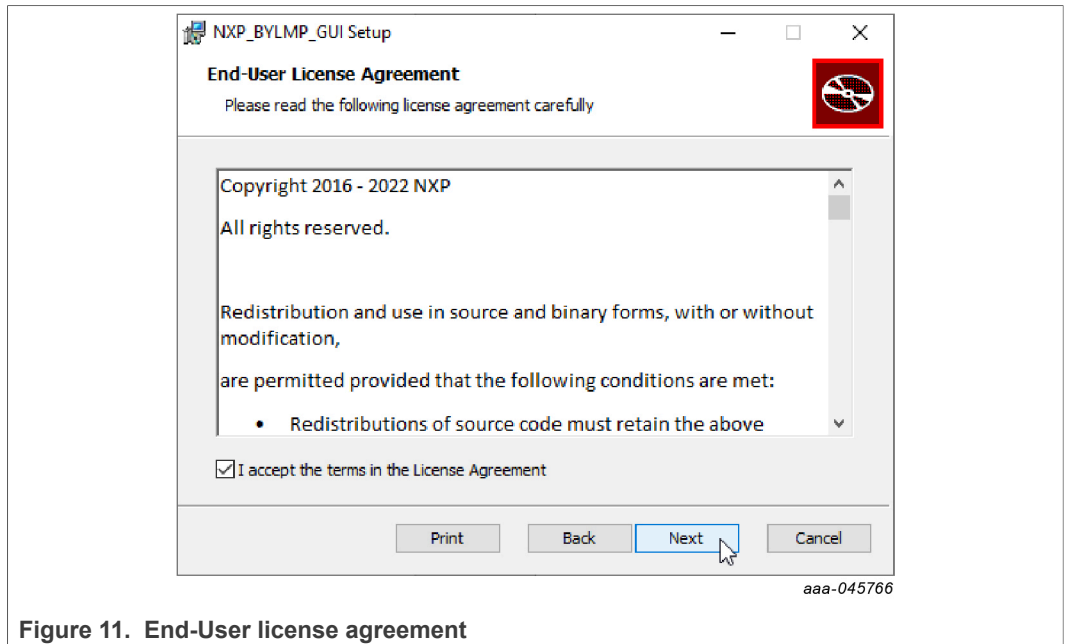 NXP_BYLMP_GUI Setup
End-User License Agreement
Please read the following license agreement carefully
Copyright 2016 - 2022 NXP
All rights reserved.
Redistribution and use in source and binary forms, with or without
modification,
are permitted provided that the following conditions are met:
• Redistributions of source code must retain the above
I accept the terms in the License Agreement
Print Back Next Cancel
aaa-045766
Figure 11. End-User license agreement